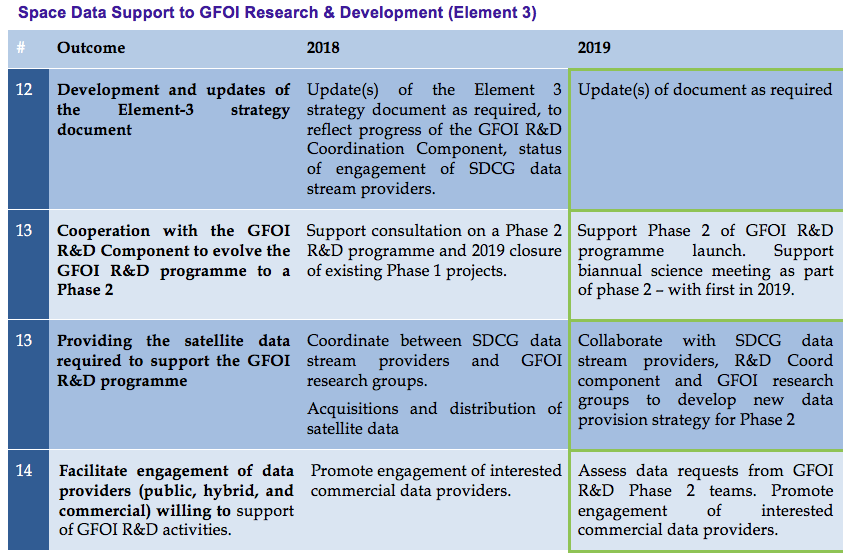 Space Data Support to GFOI Research & Development (Element 3)
# Outcome 2018 2019
12
Development and updates of
the Element-3 strategy
document
Update(s) of the Element 3
strategy document as required, to
reflect progress of the GFOI R&D
Coordination Component, status
of engagement of SDCG data
stream providers.
Update(s) of document as required
13
Cooperation with the GFOI
R&D Component to evolve the
GFOI R&D programme to a
Phase 2
Support consultation on a Phase 2
R&D programme and 2019 closure
of existing Phase 1 projects.
Support Phase 2 of GFOI R&D
programme launch. Support
biannual science meeting as part
of phase 2 – with first in 2019.
13
Providing the satellite data
required to support the GFOI
R&D programme
Coordinate between SDCG data
stream providers and GFOI
research groups.
Acquisitions and distribution of
satellite data
Collaborate with SDCG data
stream providers, R&D Coord
component and GFOI research
groups to develop new data
provision strategy for Phase 2
14
Facilitate engagement of data
providers (public, hybrid, and
commercial) willing to support
of GFOI R&D activities.
Promote engagement of interested
commercial data providers.
Assess data requests from GFOI
R&D Phase 2 teams. Promote
engagement of interested
commercial data providers.